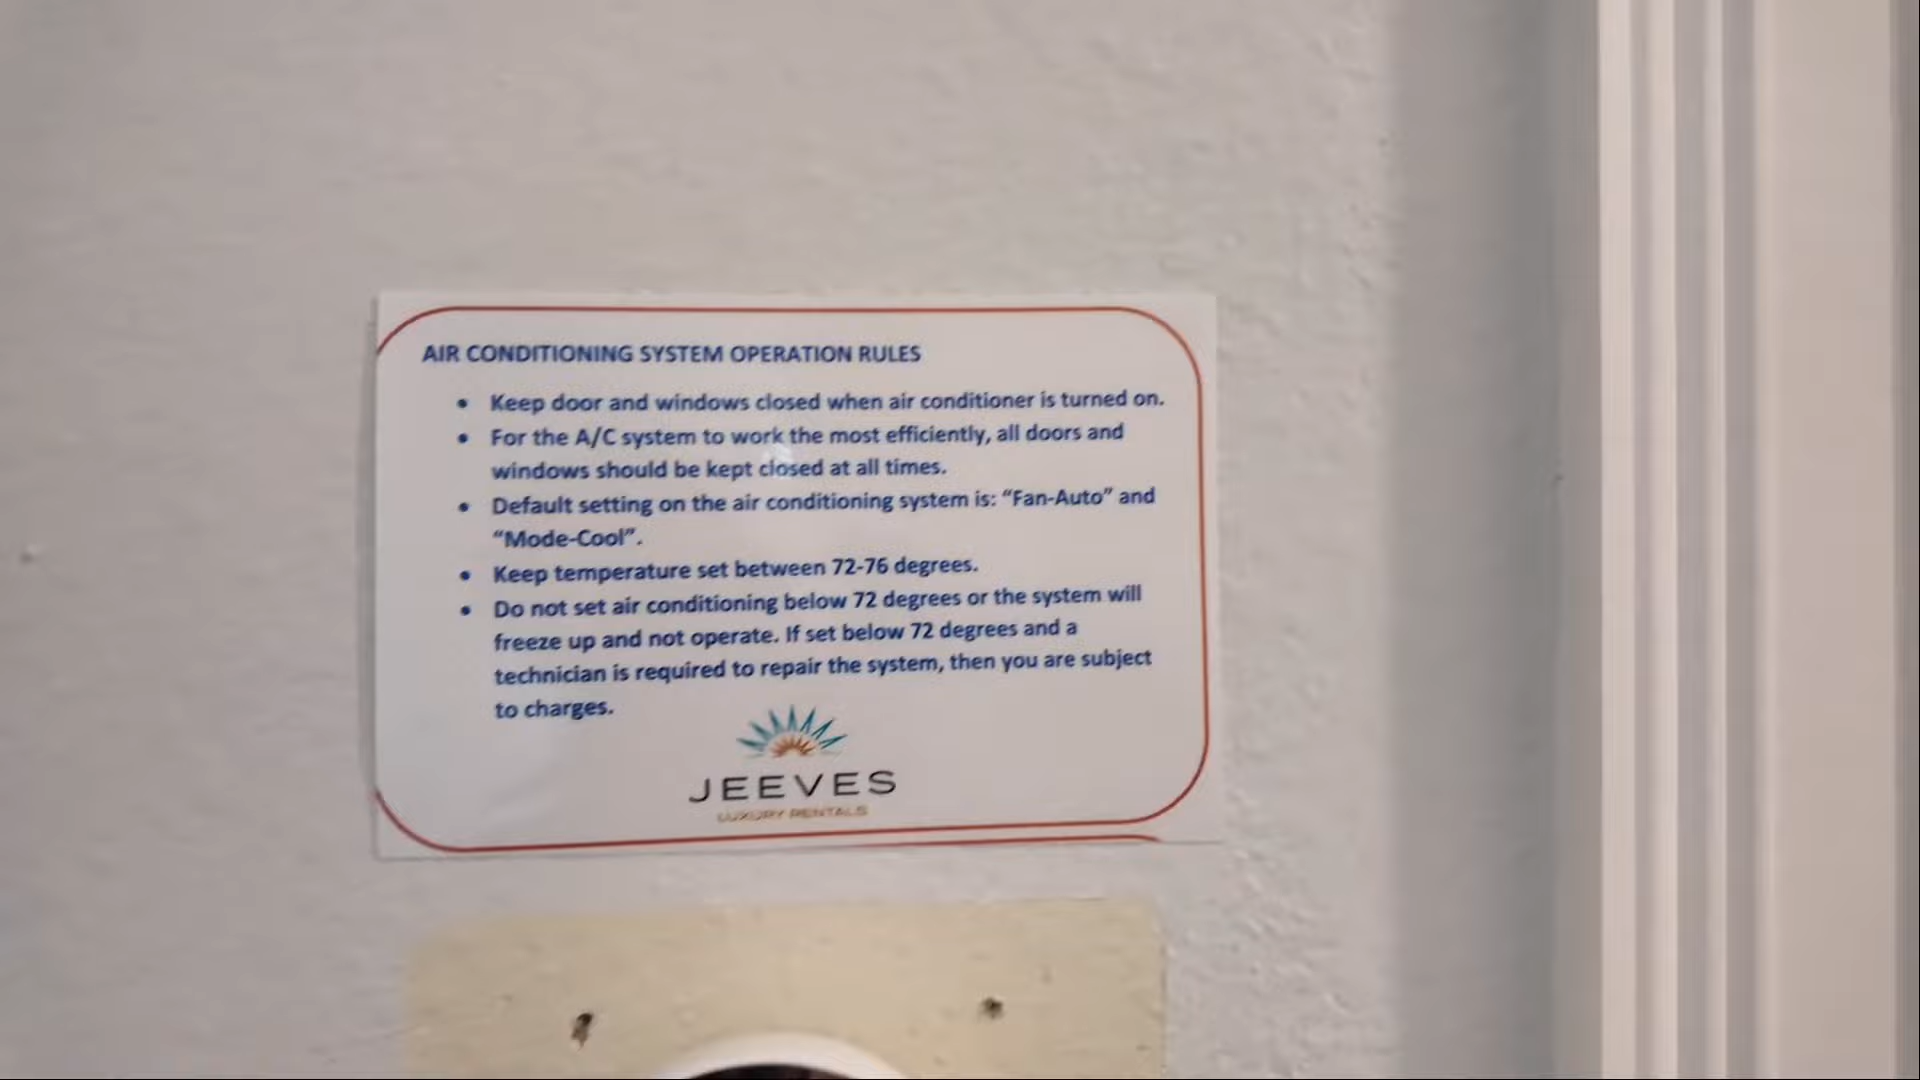 AIR CONDITIONING SYSTEM OPERATION RULES
• Keep door and windows closed when air conditioner is turned on.
• For the A/C system to work the most efficiently, all doors and
windows should be kept closed at all times.
• Default setting on the air conditioning system is: “Fan-Auto” and
“Mode-Cool”.
• Keep temperature set between 72-76 degrees.
• Do not set air conditioning below 72 degrees or the system will
freeze up and not operate. If set below 72 degrees and a
technician is required to repair the system, then you are subject
to charges.
JEEVES
LUXURY RENTALS